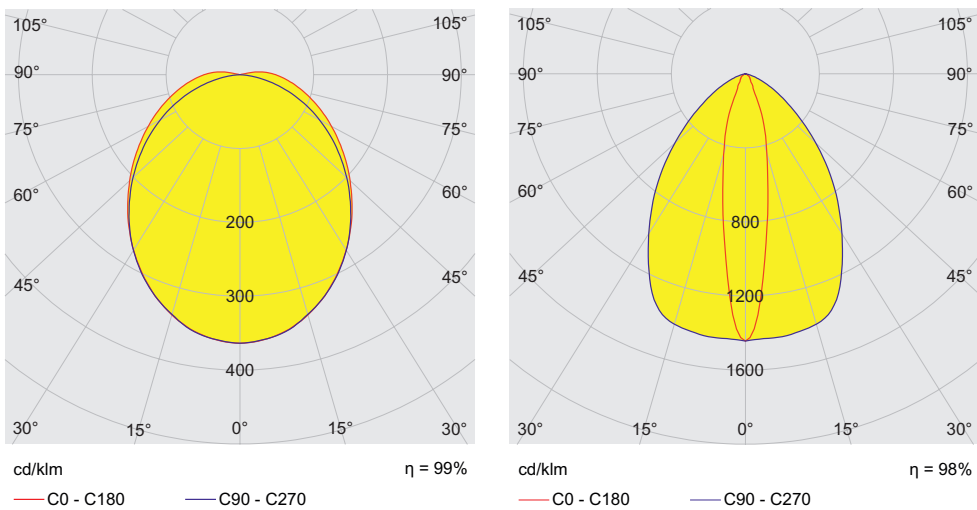 105° 105°
90° 90°
75° 75°
60° 60°
45° 45°
200
300
400
30° 15° 0° 15° 30°
cd/klm η = 99%
C0 - C180 C90 - C270
105° 105°
90° 90°
75° 75°
60° 60°
45° 45°
800
1200
1600
30° 15° 0° 15° 30°
cd/klm η = 98%
C0 - C180 C90 - C270